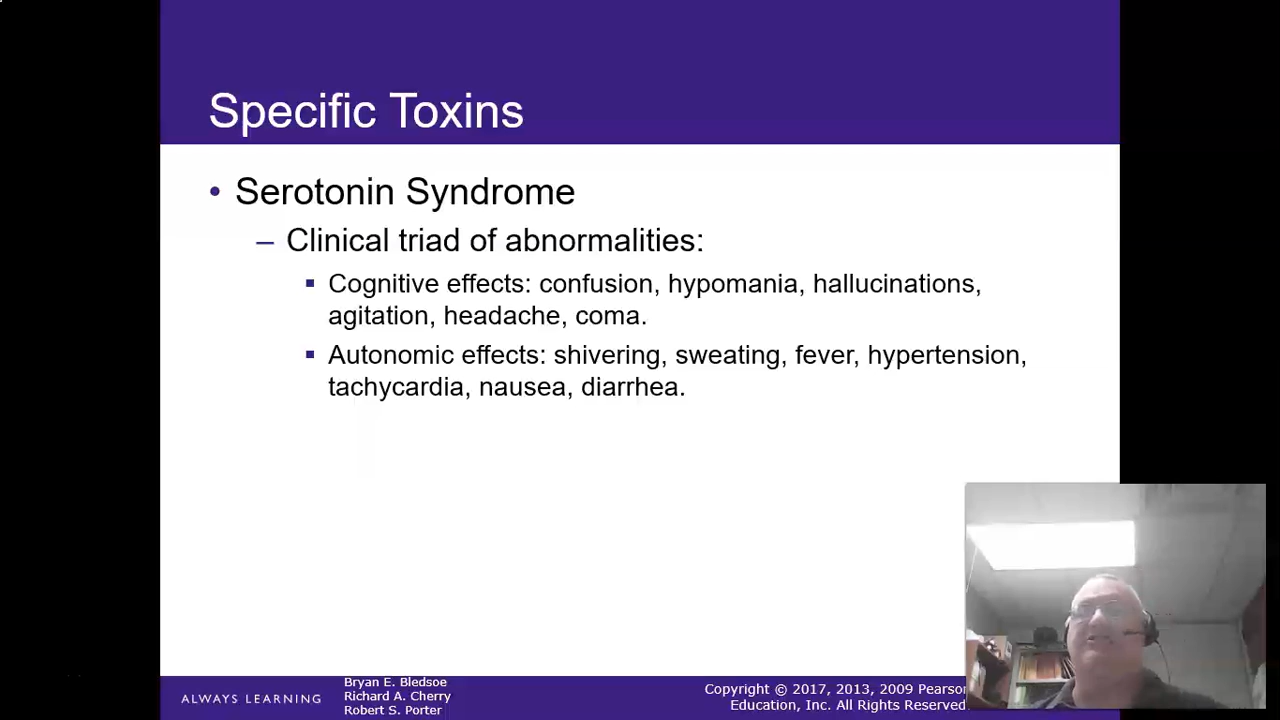 Specific Toxins
• Serotonin Syndrome
– Clinical triad of abnormalities:
▪ Cognitive effects: confusion, hypomania, hallucinations,
agitation, headache, coma.
▪ Autonomic effects: shivering, sweating, fever, hypertension,
tachycardia, nausea, diarrhea.
ALWAYS LEARNING
Bryan E. Bledsoe
Richard A. Cherry
Robert S. Porter
Copyright © 2017, 2013, 2009 Pearson
Education, Inc. All Rights Reserved.